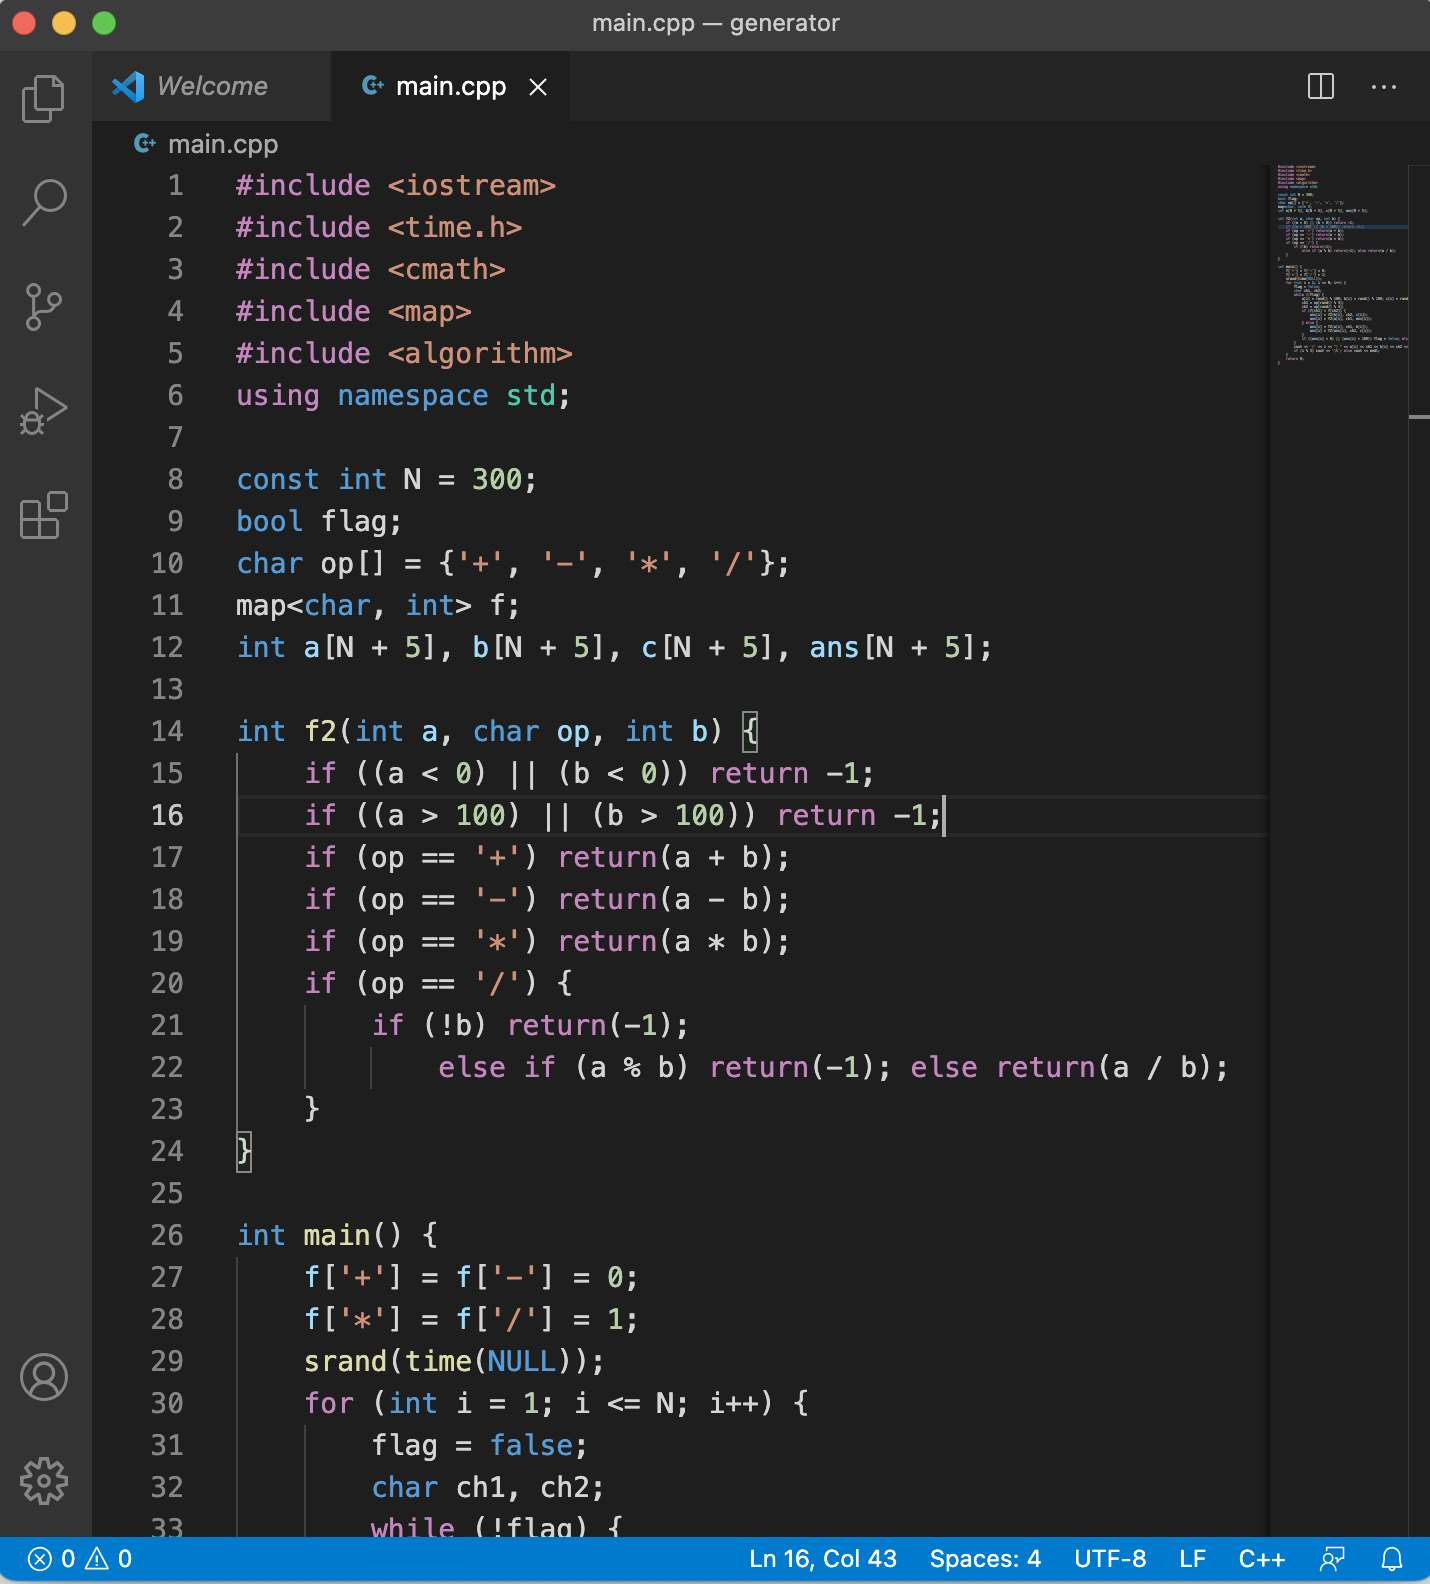 main.cpp — generator
Welcome
main.cpp
main.cpp
1 #include <iostream>
2 #include <time.h>
3 #include <cmath>
4 #include <map>
5 #include <algorithm>
6 using namespace std;
7
8 const int N = 300;
9 bool flag;
10 char op[] = {'+', '-', '*', '/'};
11 map<char, int> f;
12 int a[N + 5], b[N + 5], c[N + 5], ans[N + 5];
13
14 int f2(int a, char op, int b) {
15     if ((a < 0) || (b < 0)) return -1;
16     if ((a > 100) || (b > 100)) return -1;
17     if (op == '+') return(a + b);
18     if (op == '-') return(a - b);
19     if (op == '*') return(a * b);
20     if (op == '/') {
21         if (!b) return(-1);
22             else if (a % b) return(-1); else return(a / b);
23     }
24 }
25
26 int main() {
27     f['+'] = f['-'] = 0;
28     f['*'] = f['/'] = 1;
29     srand(time(NULL));
30     for (int i = 1; i <= N; i++) {
31         flag = false;
32         char ch1, ch2;
33         while (!flag) {
0 0 Ln 16, Col 43 Spaces: 4 UTF-8 LF C++